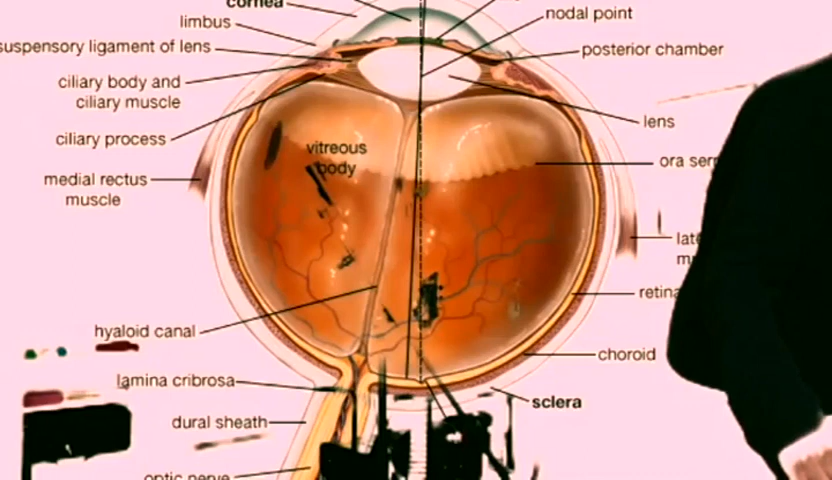 cornea
limbus
nodal point
suspensory ligament of lens
posterior chamber
ciliary body and
ciliary muscle
lens
ciliary process
vitreous
body
ora
medial rectus
muscle
retina
hyaloid canal
choroid
lamina cribrosa
sclera
dural sheath
optic nerve